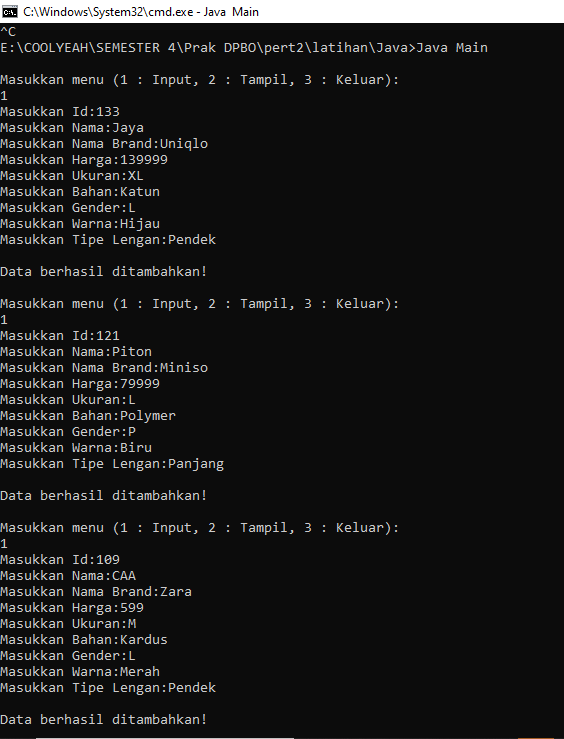 C:\Windows\System32\cmd.exe - Java  Main
^C
E:\COOLYEAH\SEMESTER 4\Prak DPBO\pert2\latihan\Java>Java Main
Masukkan menu (1 : Input, 2 : Tampil, 3 : Keluar):
1
Masukkan Id:133
Masukkan Nama:Jaya
Masukkan Nama Brand:Uniqlo
Masukkan Harga:139999
Masukkan Ukuran:XL
Masukkan Bahan:Katun
Masukkan Gender:L
Masukkan Warna:Hijau
Masukkan Tipe Lengan:Pendek
Data berhasil ditambahkan!
Masukkan menu (1 : Input, 2 : Tampil, 3 : Keluar):
1
Masukkan Id:121
Masukkan Nama:Piton
Masukkan Nama Brand:Miniso
Masukkan Harga:79999
Masukkan Ukuran:L
Masukkan Bahan:Polymer
Masukkan Gender:P
Masukkan Warna:Biru
Masukkan Tipe Lengan:Panjang
Data berhasil ditambahkan!
Masukkan menu (1 : Input, 2 : Tampil, 3 : Keluar):
1
Masukkan Id:109
Masukkan Nama:CAA
Masukkan Nama Brand:Zara
Masukkan Harga:599
Masukkan Ukuran:M
Masukkan Bahan:Kardus
Masukkan Gender:L
Masukkan Warna:Merah
Masukkan Tipe Lengan:Pendek
Data berhasil ditambahkan!